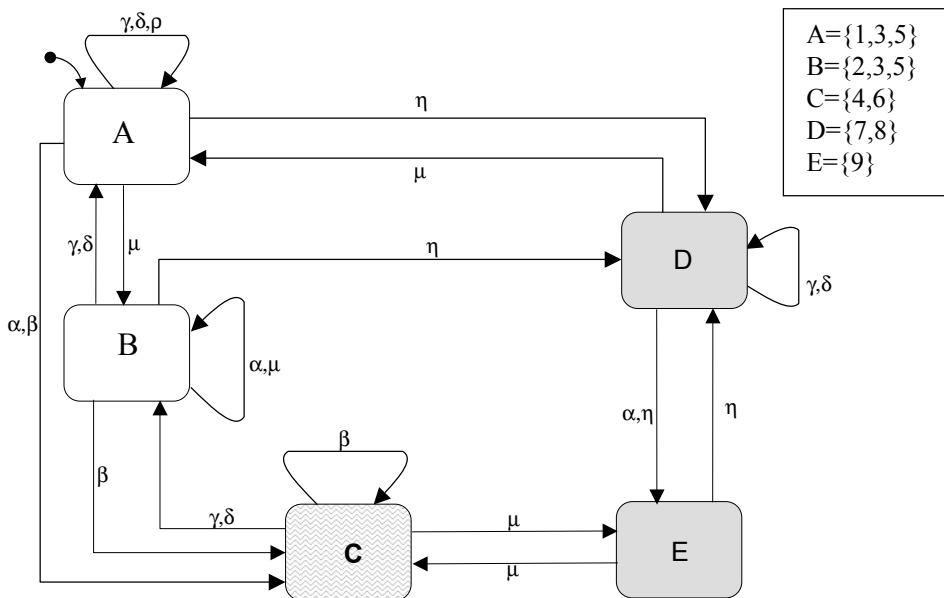 γ,δ,ρ
A
η
μ
A={1,3,5}
B={2,3,5}
C={4,6}
D={7,8}
E={9}
γ,δ
μ
η
D
γ,δ
α,β
B
α,μ
α,η
η
β
β
γ,δ
C
μ
μ
E